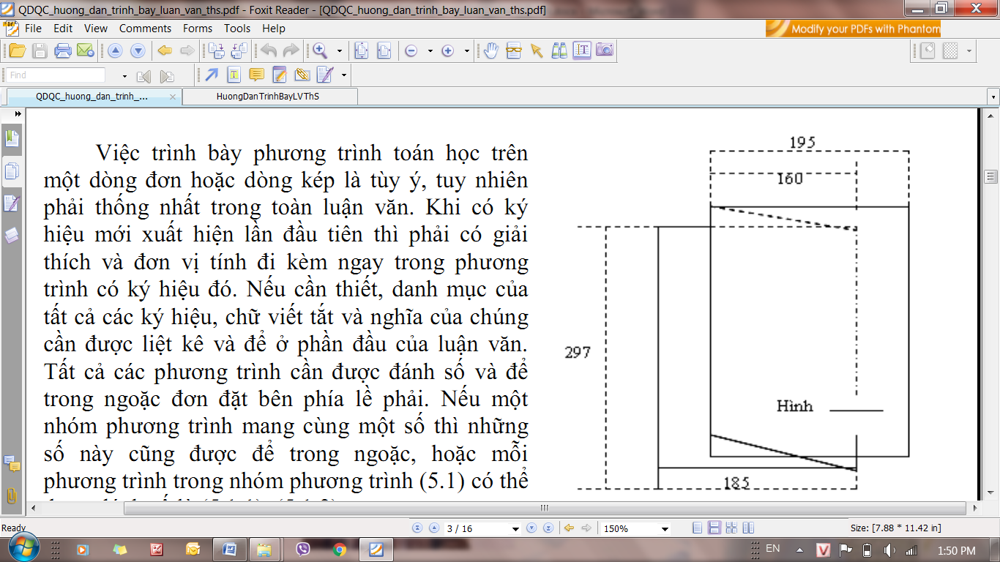 QDQC_huong_dan_trinh_bay_luan_van_ths.pdf - Foxit Reader - [QDQC_huong_dan_trinh_bay_luan_van_ths.pdf]
File Edit View Comments Forms Tools Help
Modify your PDFs with Phantom
Find
QDQC_huong_dan_trinh_... HuongDanTrinhBayLVThS
Việc trình bày phương trình toán học trên
một dòng đơn hoặc dòng kép là tùy ý, tuy nhiên
phải thống nhất trong toàn luận văn. Khi có ký
hiệu mới xuất hiện lần đầu tiên thì phải có giải
thích và đơn vị tính đi kèm ngay trong phương
trình có ký hiệu đó. Nếu cần thiết, danh mục của
tất cả các ký hiệu, chữ viết tắt và nghĩa của chúng
cần được liệt kê và để ở phần đầu của luận văn.
Tất cả các phương trình cần được đánh số và để
trong ngoặc đơn đặt bên phía lề phải. Nếu một
nhóm phương trình mang cùng một số thì những
số này cũng được để trong ngoặc, hoặc mỗi
phương trình trong nhóm phương trình (5.1) có thể
195
160
297
Hình
185
Ready
3 / 16
150%
Size: [7.88 * 11.42 in]
EN
1:50 PM